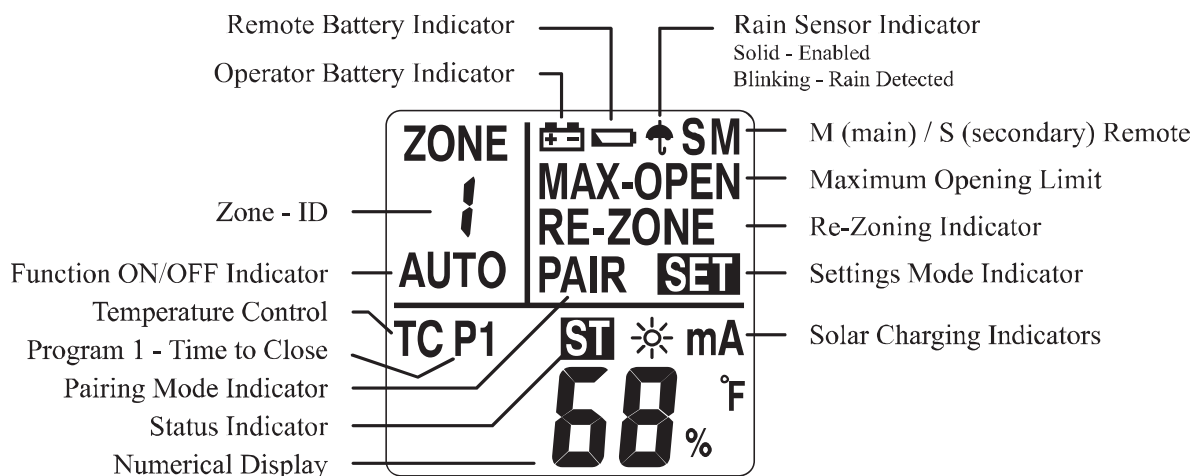 Remote Battery Indicator
Operator Battery Indicator
Rain Sensor Indicator
Solid - Enabled
Blinking - Rain Detected
ZONE
1
AUTO
SM
MAX-OPEN
RE-ZONE
PAIR SET
TC P1
ST mA
68 °F
%
Zone - ID
Function ON/OFF Indicator
Temperature Control
Program 1 - Time to Close
Pairing Mode Indicator
Status Indicator
Numerical Display
M (main) / S (secondary) Remote
Maximum Opening Limit
Re-Zoning Indicator
Settings Mode Indicator
Solar Charging Indicators